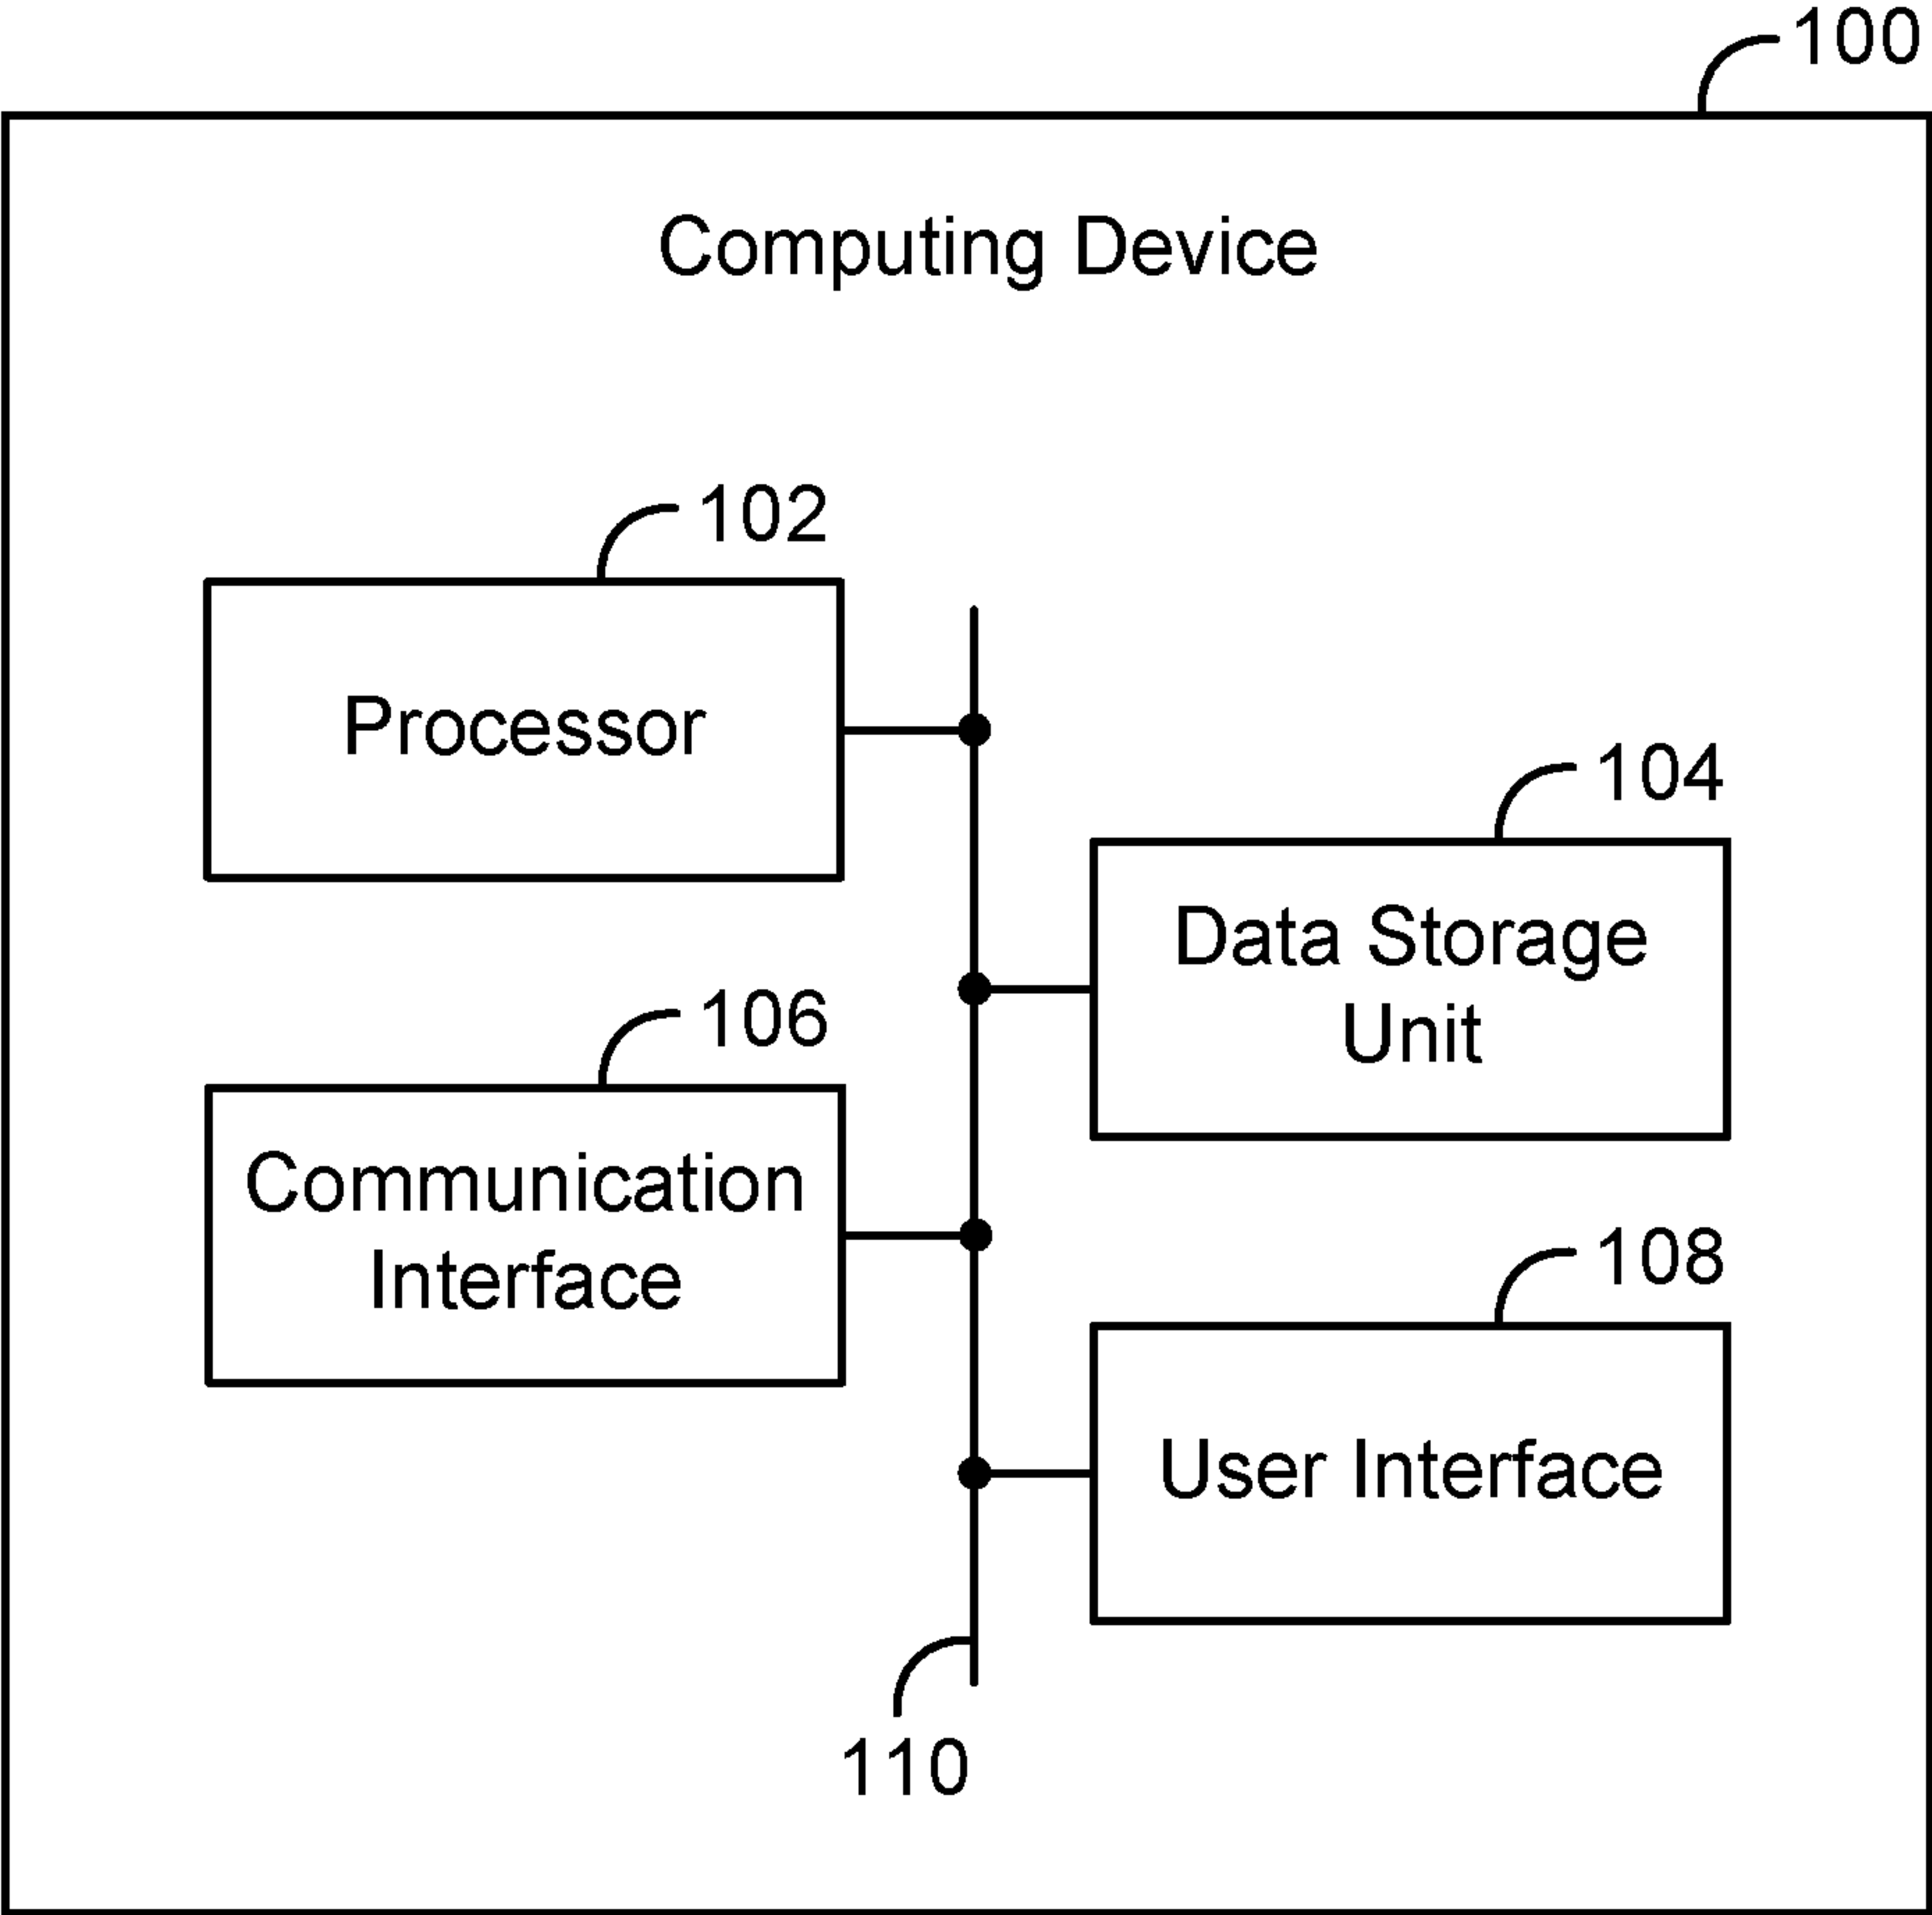 100
Computing Device
102
Processor
104
Data Storage
Unit
106
Communication
Interface
108
User Interface
110